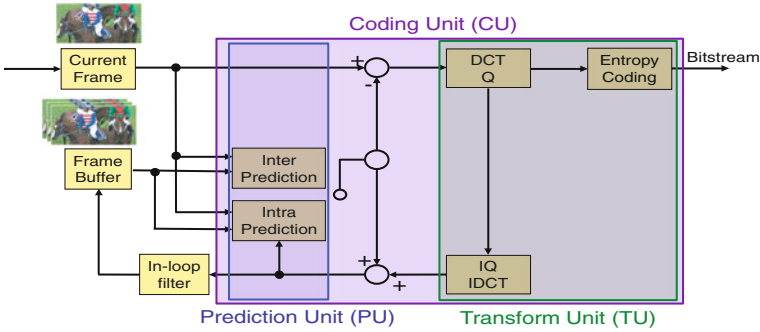 Coding Unit (CU)
Current
Frame
+
-
DCT
Q
Entropy
Coding
Bitstream
Frame
Buffer
Inter
Prediction
Intra
Prediction
In-loop
filter
+
+
IQ
IDCT
Prediction Unit (PU)
Transform Unit (TU)